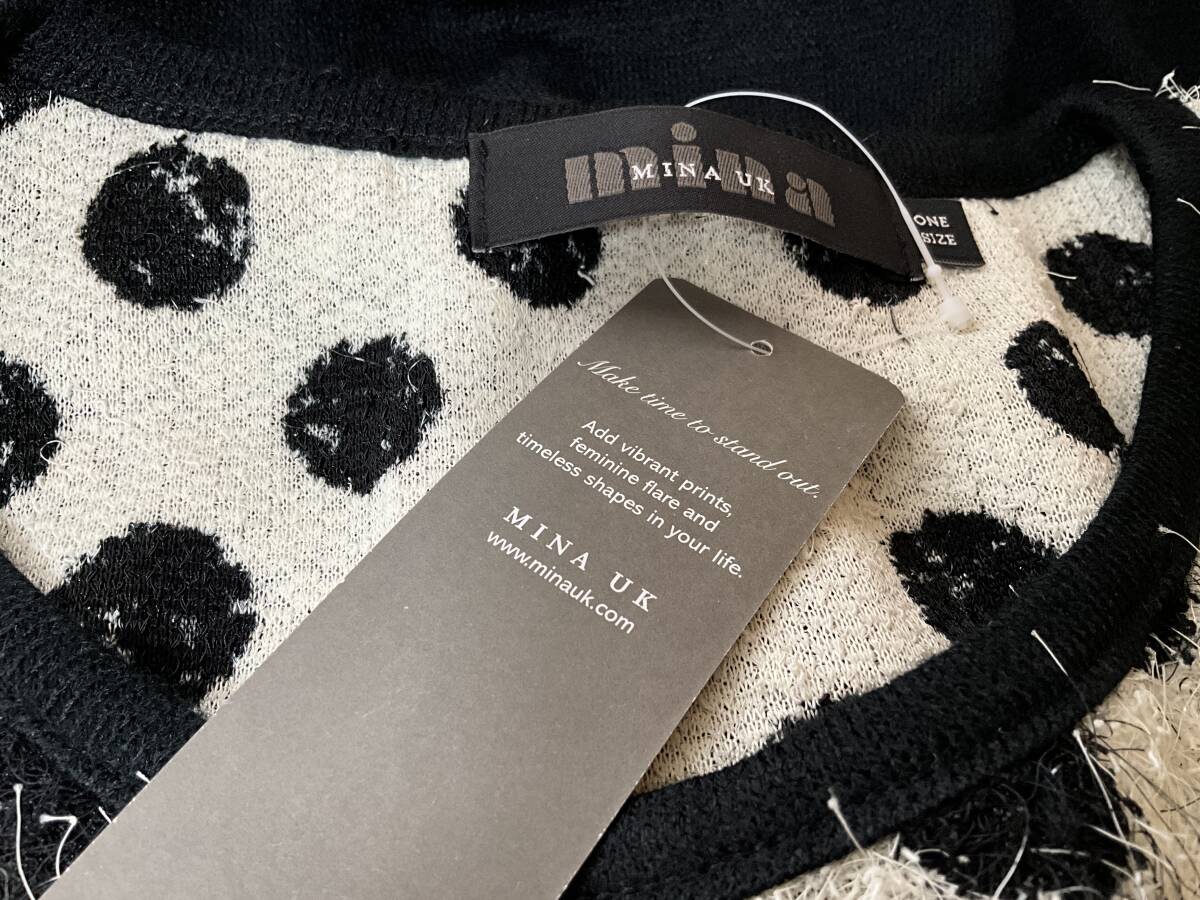 mina
MINA UK
ONE
SIZE
Make time to stand out.
Add vibrant prints,
feminine flare and
timeless shapes in your life.
MINA UK
www.minauk.com